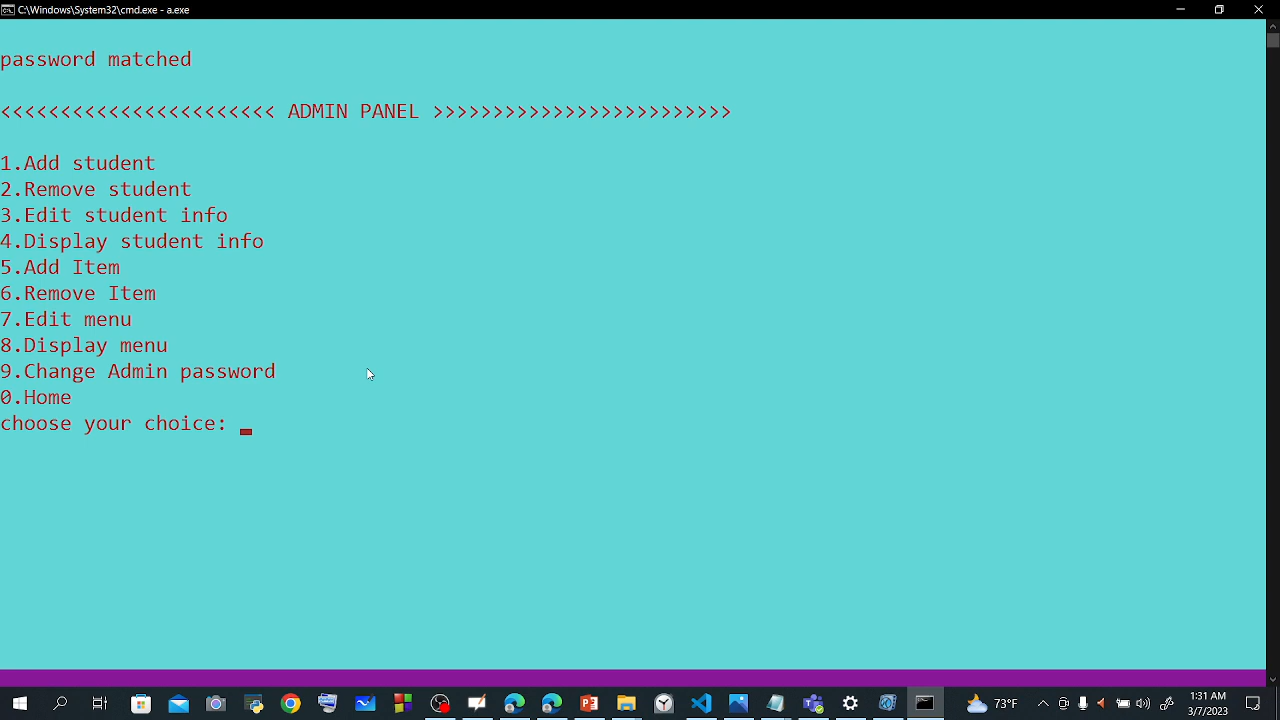 C:\Windows\System32\cmd.exe - a.exe
password matched
<<<<<<<<<<<<<<<<<<<<<<< ADMIN PANEL >>>>>>>>>>>>>>>>>>>>>>>>>
1.Add student
2.Remove student
3.Edit student info
4.Display student info
5.Add Item
6.Remove Item
7.Edit menu
8.Display menu
9.Change Admin password
0.Home
choose your choice:
73°F
1:31 AM
3/7/2023